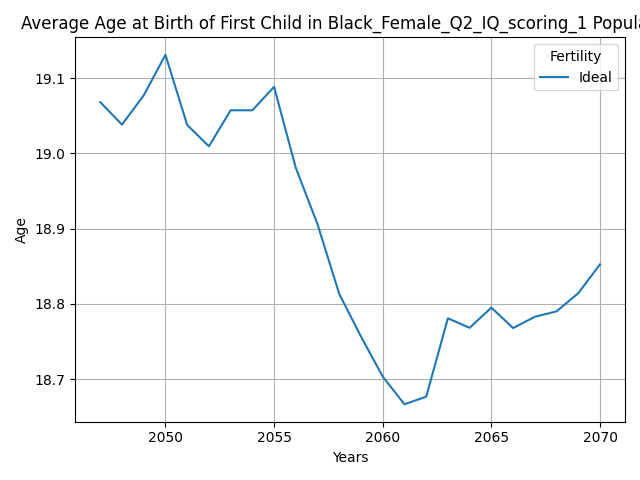 Average Age at Birth of First Child in Black_Female_Q2_IQ_scoring_1 Popula
Fertility
Ideal
19.1
19.0
18.9
18.8
18.7
Age
2050 2055 2060 2065 2070
Years